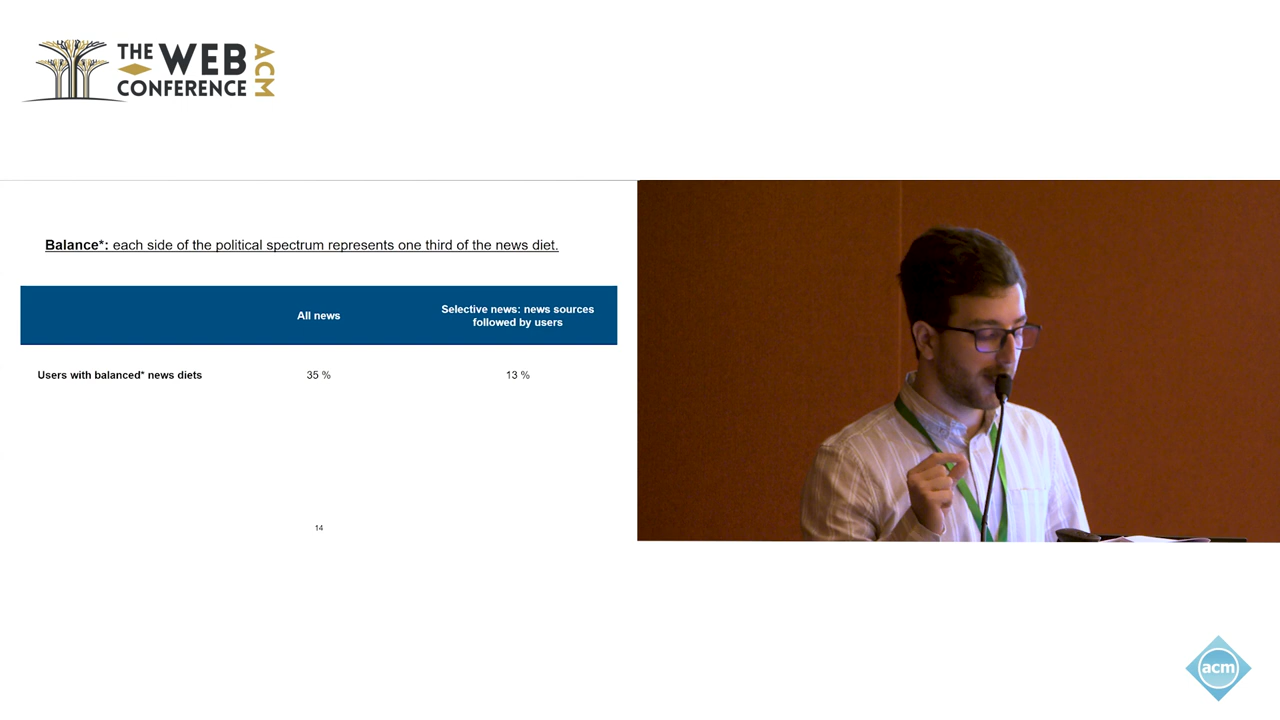 THE WEB
CONFERENCE
ACM
Balance*: each side of the political spectrum represents one third of the news diet.
All news
Selective news: news sources
followed by users
Users with balanced* news diets
35 %
13 %
14
acm